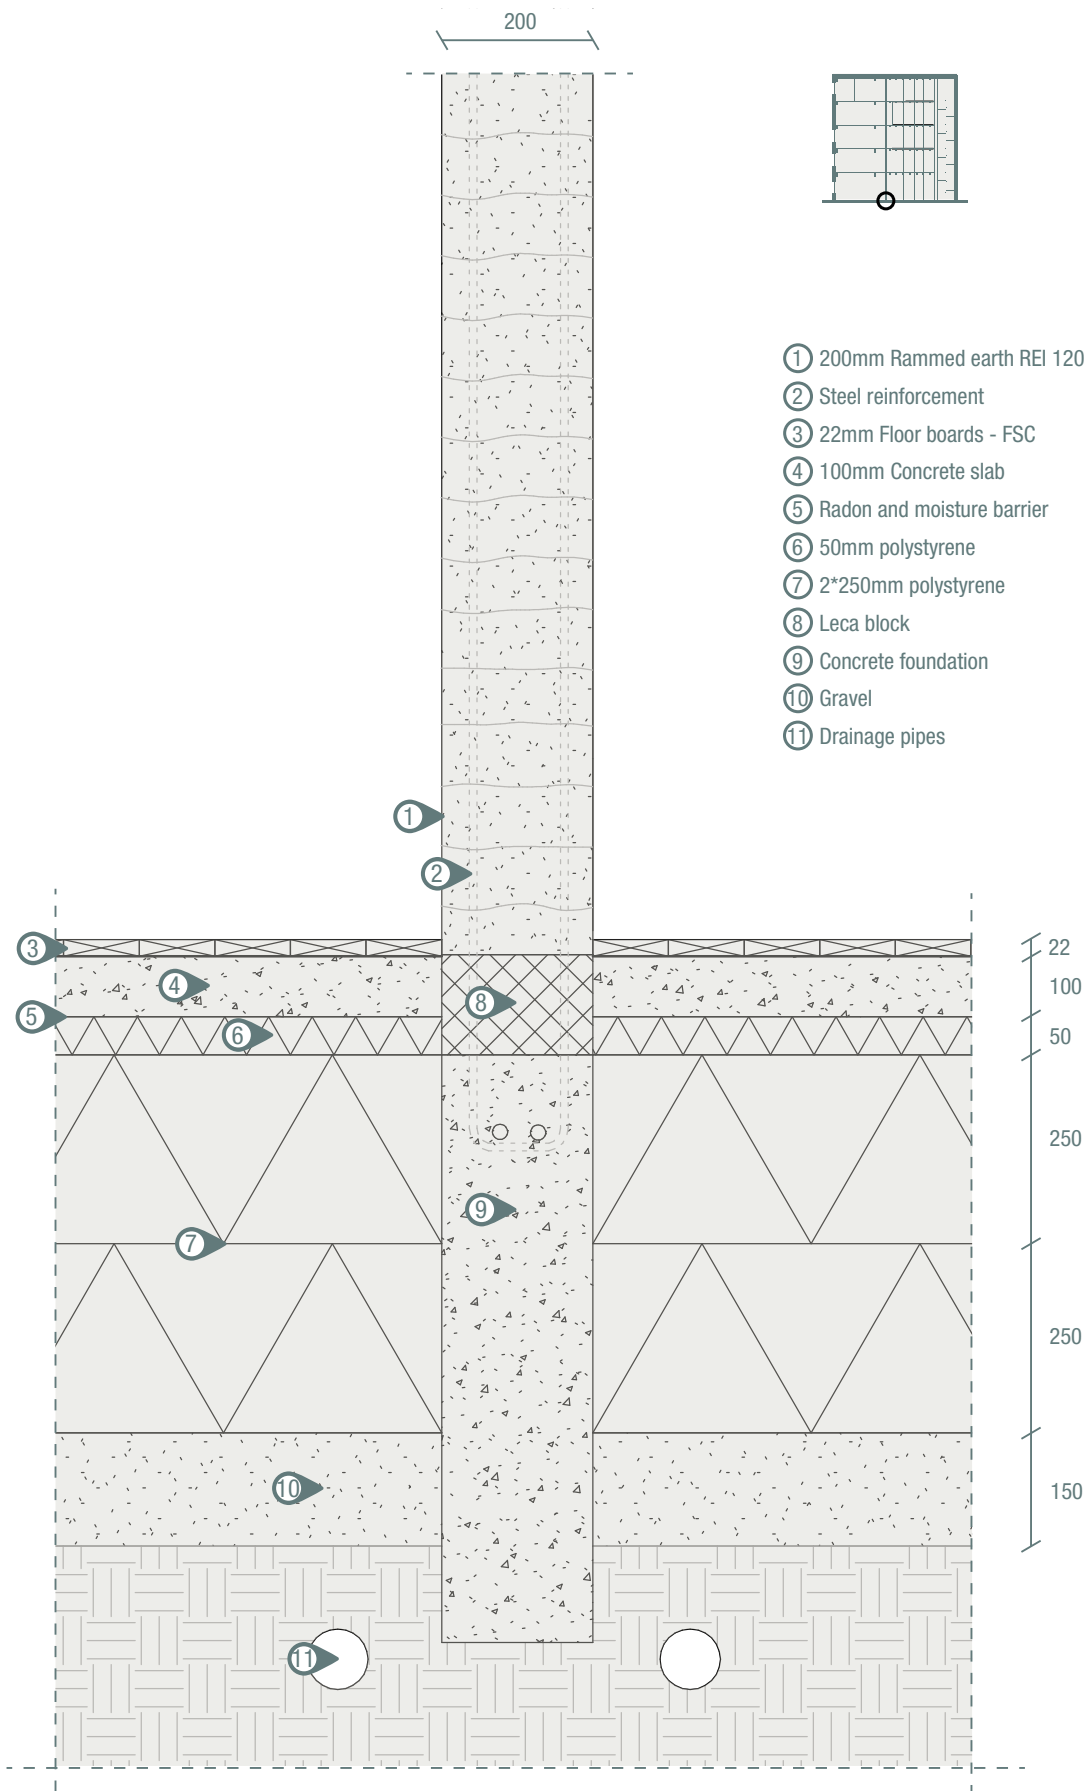 200
1 200mm Rammed earth REI 120
2 Steel reinforcement
3 22mm Floor boards - FSC
4 100mm Concrete slab
5 Radon and moisture barrier
6 50mm polystyrene
7 2*250mm polystyrene
8 Leca block
9 Concrete foundation
10 Gravel
11 Drainage pipes
1
2
3
22
4
8
100
5
6
50
250
9
7
250
10
150
11